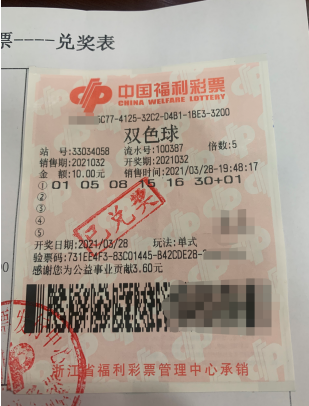 票----兑奖表
中国福利彩票
CHINA WELFARE LOTTERY
6C77-4125-32C2-04B1-1BE3-3200
双色球
站 号:33034058 流水号:100387 倍数:5
销售期:2021032 开奖期:2021032
金 额:10.00元 销售时间:2021/03/28-19:48:17
① 01 05 08 15 16 30+01
②
③
④
⑤
已兑奖
开奖日期:2021/03/28 玩法:单式
验票码:731EE4F3-83C01445-B42CDE28-
感谢您为公益事业贡献3.60元
浙江省福利彩票管理中心承销